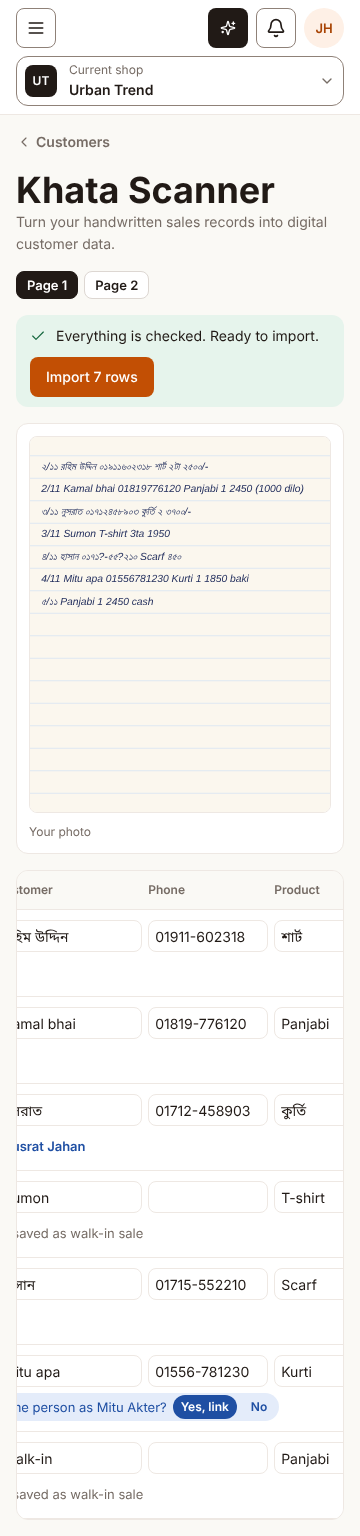 UT
Current shop
Urban Trend
JH
Customers
Khata Scanner
Turn your handwritten sales records into digital
customer data.
Page 1 Page 2
Everything is checked. Ready to import.
Import 7 rows
২/১১ রহিম উদ্দিন ০১৯১১৬০২৩১৮ শার্ট ২টা ২৫০০/-
2/11 Kamal bhai 01819776120 Panjabi 1 2450 (1000 dilo)
৩/১১ নুসরাত ০১৭১২৪৫৮৯০৩ কুর্তি ২ ৩৭০০/-
3/11 Sumon T-shirt 3ta 1950
৪/১১ হাসান ০১৭১?-৫৫?২১০ Scarf ৪৫০
4/11 Mitu apa 01556781230 Kurti 1 1850 baki
৫/১১ Panjabi 1 2450 cash
Your photo
stomer Phone Product
হিম উদ্দিন 01911-602318 শার্ট
amal bhai 01819-776120 Panjabi
সরাত 01712-458903 কুর্তি
usrat Jahan
umon T-shirt
saved as walk-in sale
সান 01715-552210 Scarf
itu apa 01556-781230 Kurti
ne person as Mitu Akter? Yes, link No
alk-in Panjabi
saved as walk-in sale